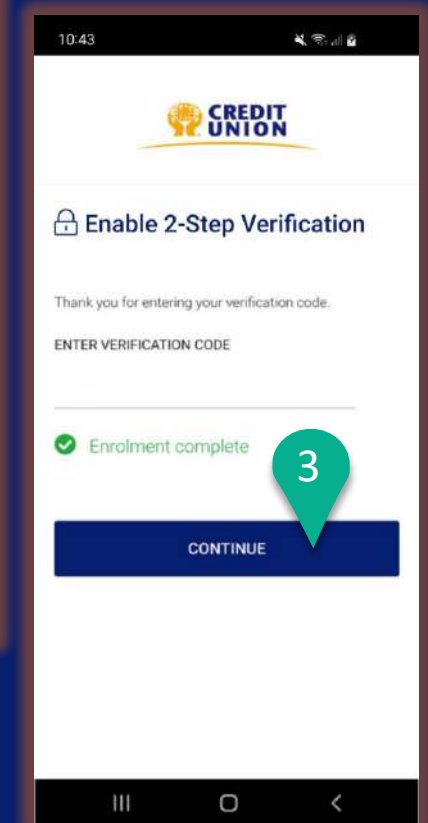 10:43
CREDIT
UNION
Enable 2-Step Verification
Thank you for entering your verification code.
ENTER VERIFICATION CODE
Enrolment complete
3
CONTINUE